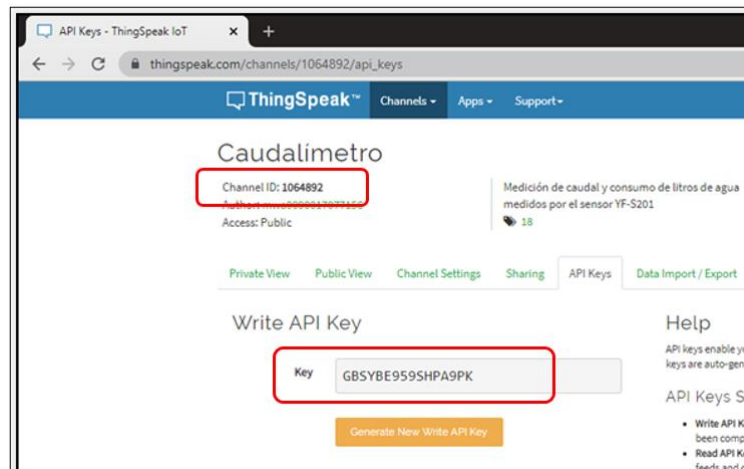 API Keys - ThingSpeak IoT
thingspeak.com/channels/1064892/api_keys
ThingSpeak™ Channels Apps Support
Caudalímetro
Channel ID: 1064892
Author:
Access: Public
Medición de caudal y consumo de litros de agua
medidos por el sensor YF-S201
18
Private View Public View Channel Settings Sharing API Keys Data Import / Export
Write API Key
Key GBSYBE959SHPA9PK
Generate New Write API Key
Help
API keys enable
keys are
API Keys S
Write API
been
Read API
feeds and